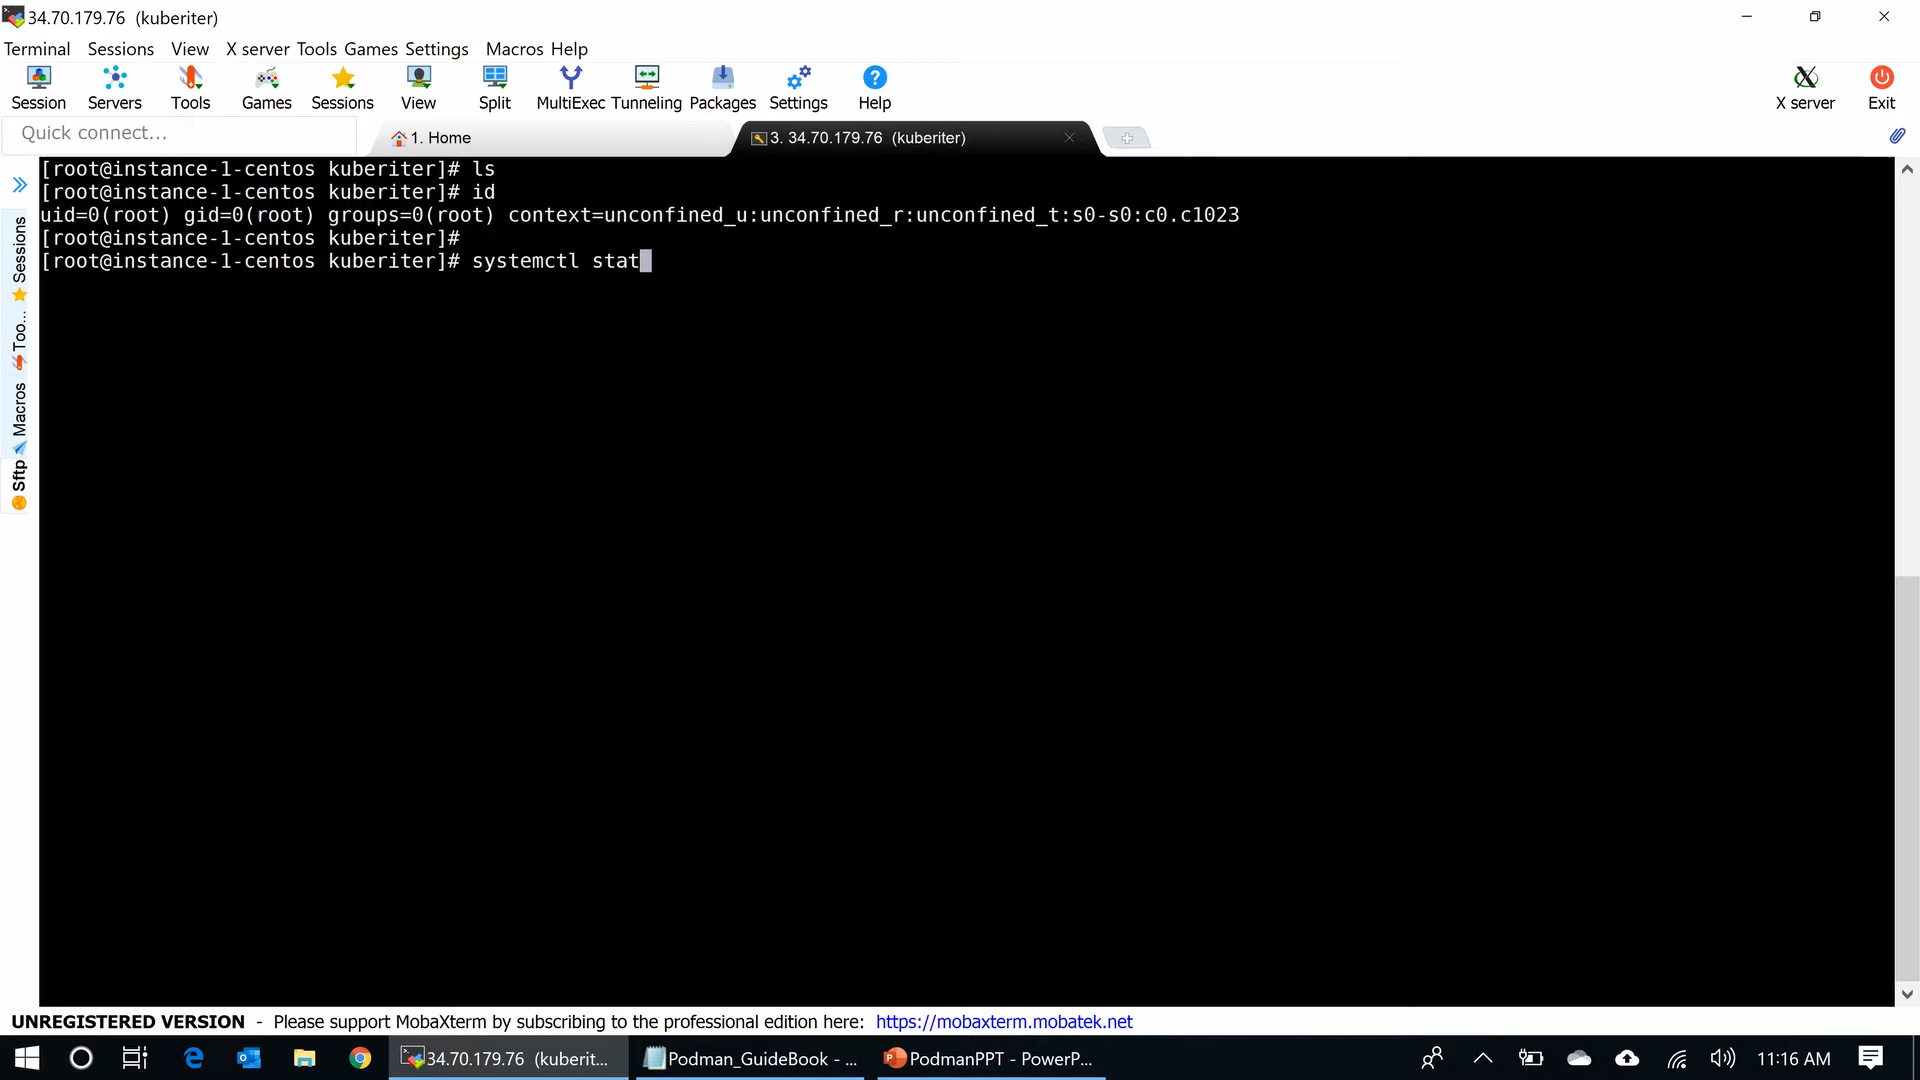 34.70.179.76 (kuberiter)
Terminal Sessions View X server Tools Games Settings Macros Help
Session Servers Tools Games Sessions View Split MultiExec Tunneling Packages Settings Help X server Exit
Quick connect...
1. Home
3. 34.70.179.76 (kuberiter)
[root@instance-1-centos kuberiter]# ls
[root@instance-1-centos kuberiter]# id
uid=0(root) gid=0(root) groups=0(root) context=unconfined_u:unconfined_r:unconfined_t:s0-s0:c0.c1023
[root@instance-1-centos kuberiter]#
[root@instance-1-centos kuberiter]# systemctl stat
Sessions
Too...
Macros
Sftp
UNREGISTERED VERSION - Please support MobaXterm by subscribing to the professional edition here: https://mobaxterm.mobatek.net
34.70.179.76 (kuberit...
Podman_GuideBook - ...
PodmanPPT - PowerP...
11:16 AM